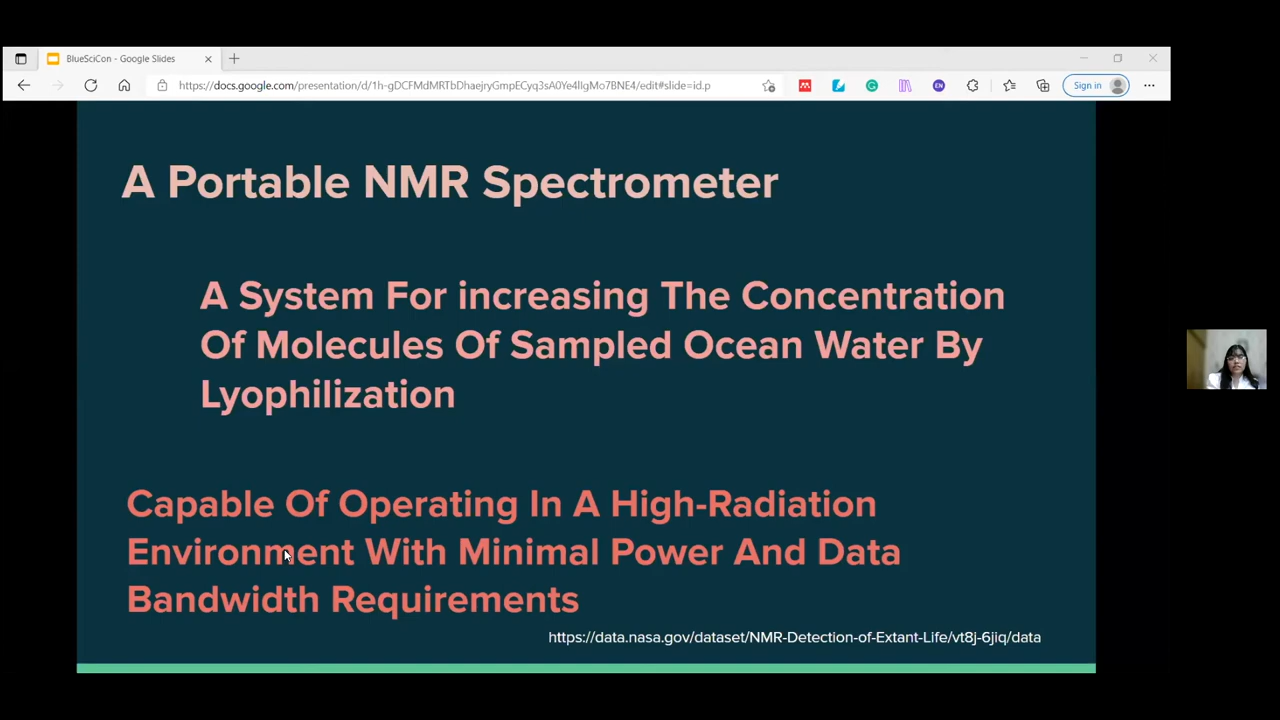 BlueSciCon - Google Slides
https://docs.google.com/presentation/d/1h-gDCFMdMRTbDhaejryGmpECyq3sA0Ye4lIgMo7BNE4/edit#slide=id.p
EN
Sign in
A Portable NMR Spectrometer
A System For increasing The Concentration
Of Molecules Of Sampled Ocean Water By
Lyophilization
Capable Of Operating In A High-Radiation
Environment With Minimal Power And Data
Bandwidth Requirements
https://data.nasa.gov/dataset/NMR-Detection-of-Extant-Life/vt8j-6jiq/data